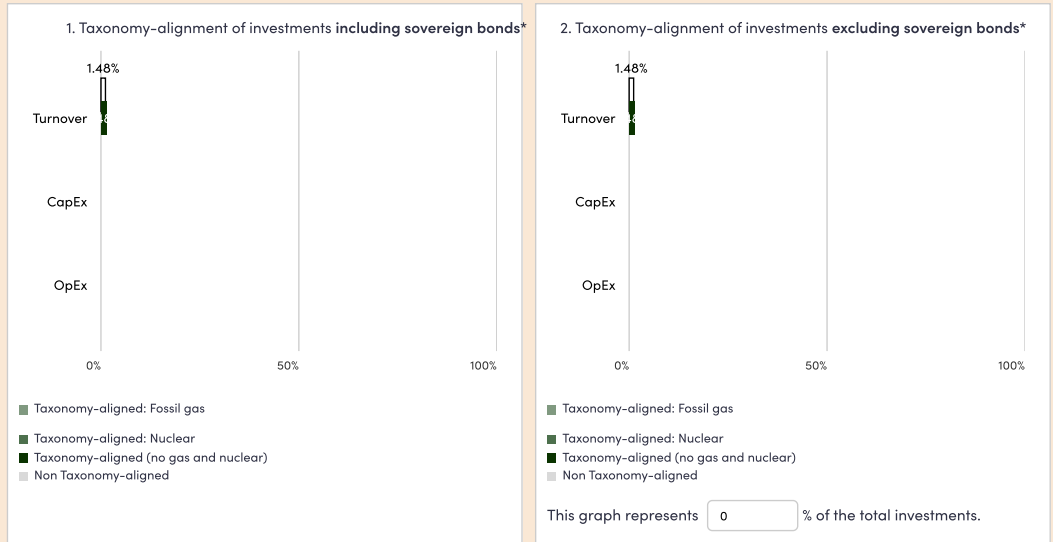 1. Taxonomy-alignment of investments including sovereign bonds*
1.48%
Turnover
CapEx
OpEx
0% 50% 100%
Taxonomy-aligned: Fossil gas
Taxonomy-aligned: Nuclear
Taxonomy-aligned (no gas and nuclear)
Non Taxonomy-aligned
2. Taxonomy-alignment of investments excluding sovereign bonds*
1.48%
Turnover
CapEx
OpEx
0% 50% 100%
Taxonomy-aligned: Fossil gas
Taxonomy-aligned: Nuclear
Taxonomy-aligned (no gas and nuclear)
Non Taxonomy-aligned
This graph represents 0 % of the total investments.